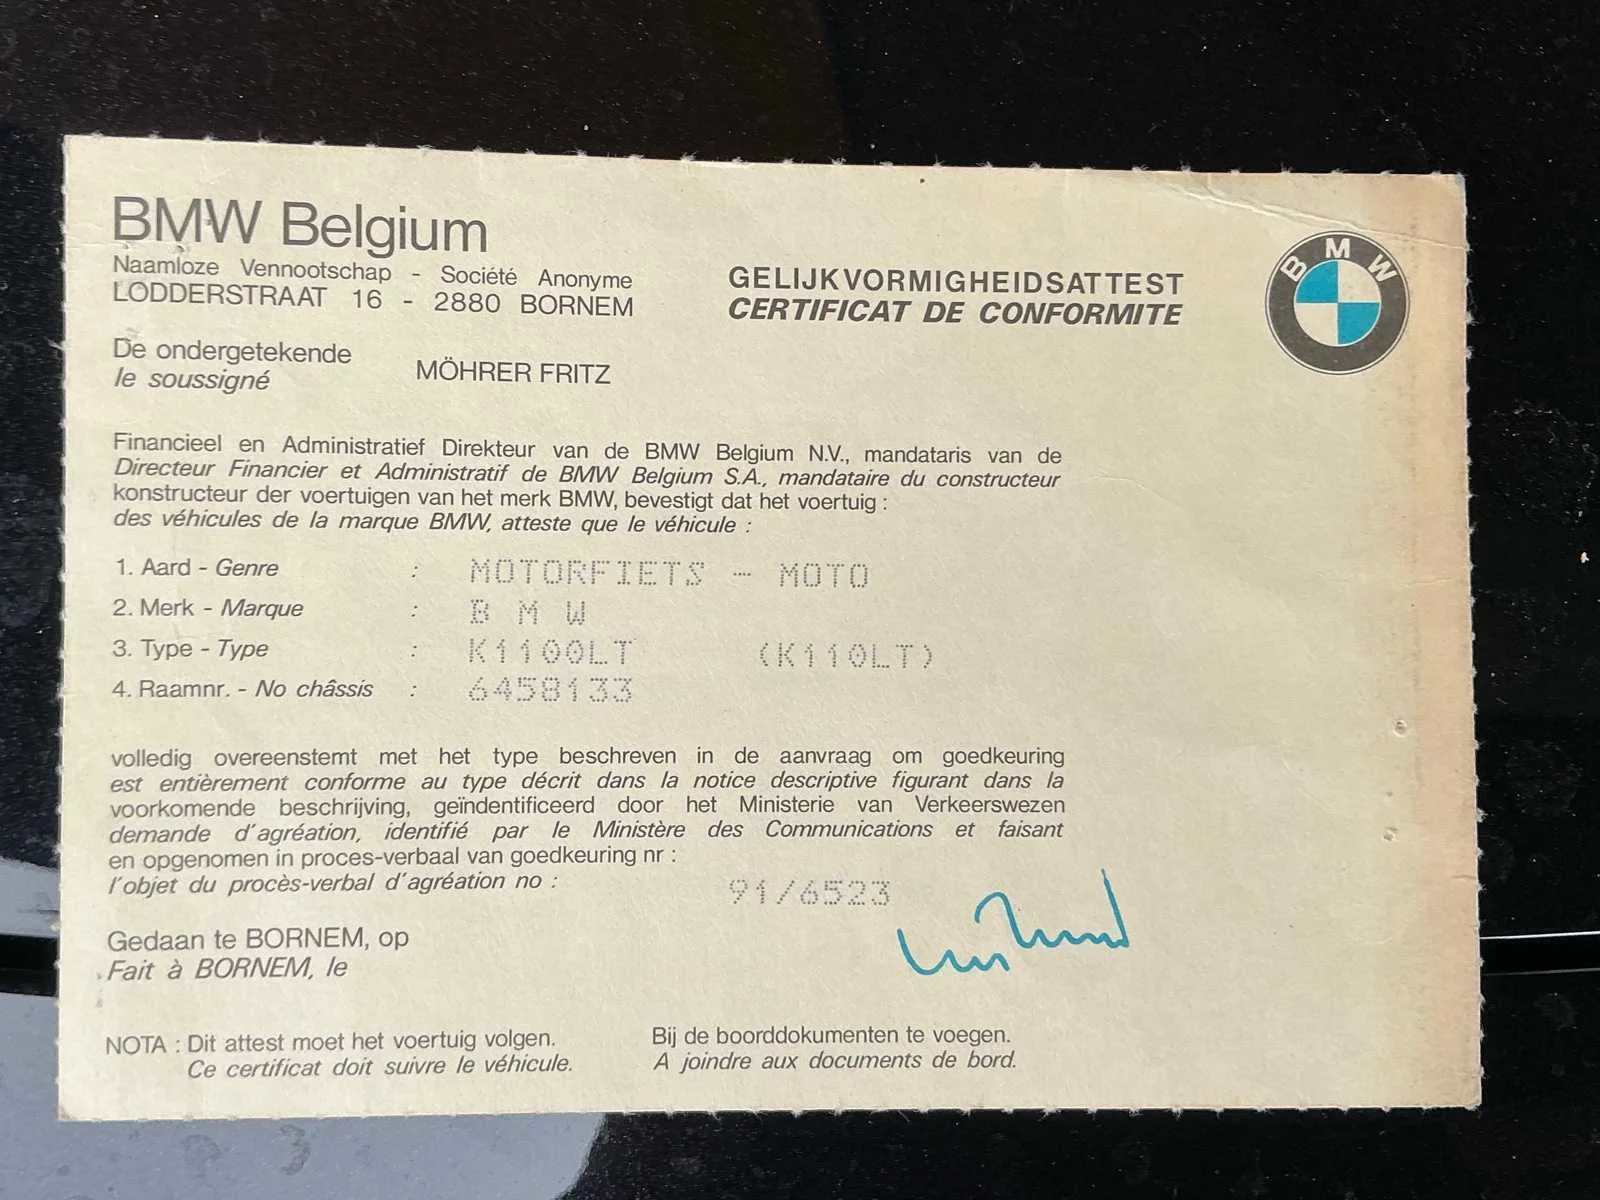 BMW Belgium
Naamloze Vennootschap - Société Anonyme
LODDERSTRAAT 16 - 2880 BORNEM
GELIJKVORMIGHEIDSATTEST
CERTIFICAT DE CONFORMITE
BMW
De ondergetekende
le soussigné
MÖHRER FRITZ
Financieel en Administratief Direkteur van de BMW Belgium N.V., mandataris van de
Directeur Financier et Administratif de BMW Belgium S.A., mandataire du constructeur
konstructeur der voertuigen van het merk BMW, bevestigt dat het voertuig :
des véhicules de la marque BMW, atteste que le véhicule :
1. Aard - Genre : MOTORFIETS - MOTO
2. Merk - Marque : B M W
3. Type - Type : K1100LT (K110LT)
4. Raamnr. - No châssis : 6458133
volledig overeenstemt met het type beschreven in de aanvraag om goedkeuring
est entièrement conforme au type décrit dans la notice descriptive figurant dans la
voorkomende beschrijving, geïndentificeerd door het Ministerie van Verkeerswezen
demande d'agréation, identifié par le Ministère des Communications et faisant
en opgenomen in proces-verbaal van goedkeuring nr :
l'objet du procès-verbal d'agréation no :
91/6523
Gedaan te BORNEM, op
Fait à BORNEM, le
NOTA : Dit attest moet het voertuig volgen.
Ce certificat doit suivre le véhicule.
Bij de boorddokumenten te voegen.
A joindre aux documents de bord.